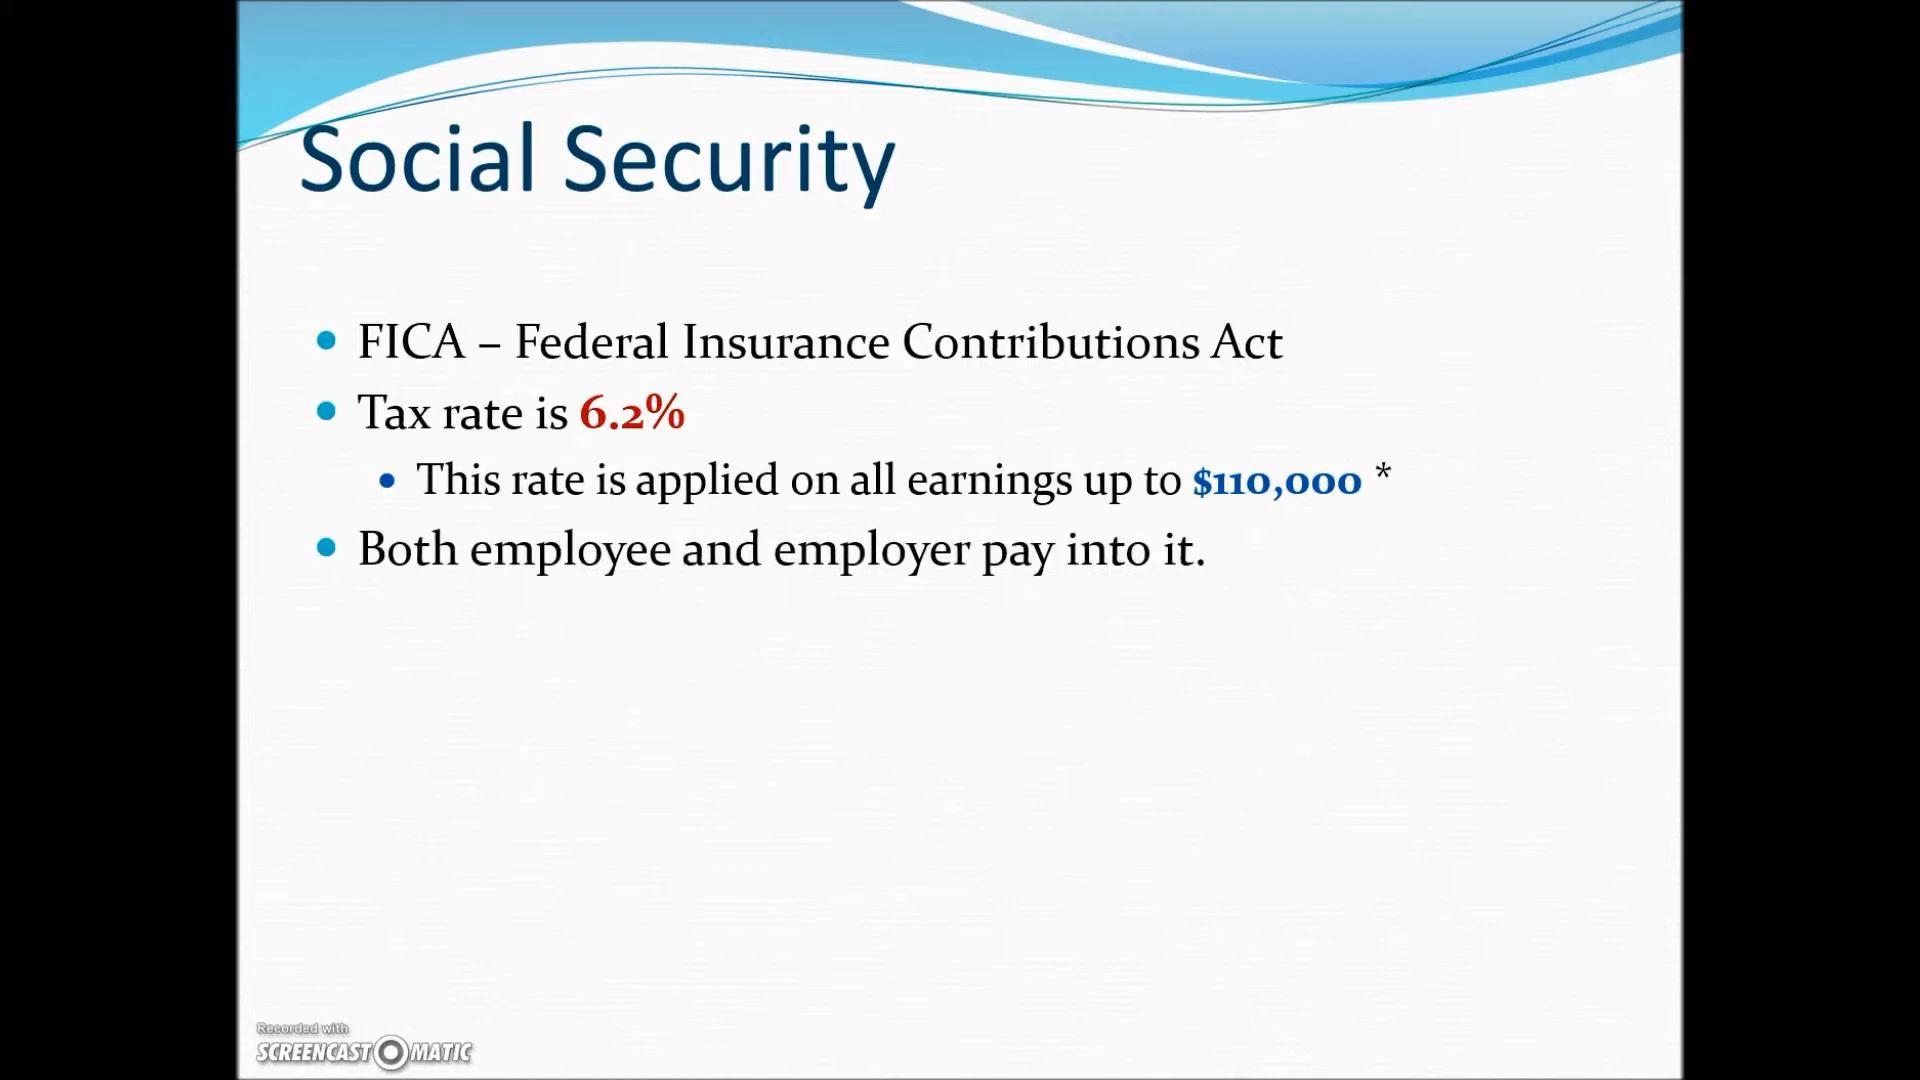 Social Security
FICA – Federal Insurance Contributions Act
Tax rate is 6.2%
This rate is applied on all earnings up to $110,000 *
Both employee and employer pay into it.
Recorded with
SCREENCAST MATIC